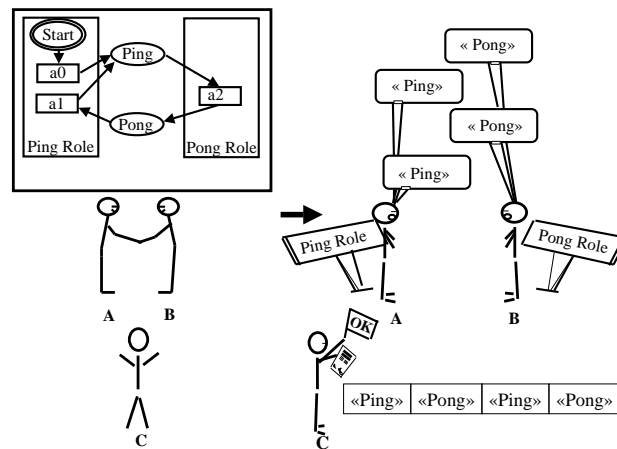 Start
Ping
a0
a1
a2
Pong
Ping Role
Pong Role
« Pong»
« Ping»
« Pong»
« Ping»
Ping Role
Pong Role
A
B
A
B
OK
«Ping»
«Pong»
«Ping»
«Pong»
C
C